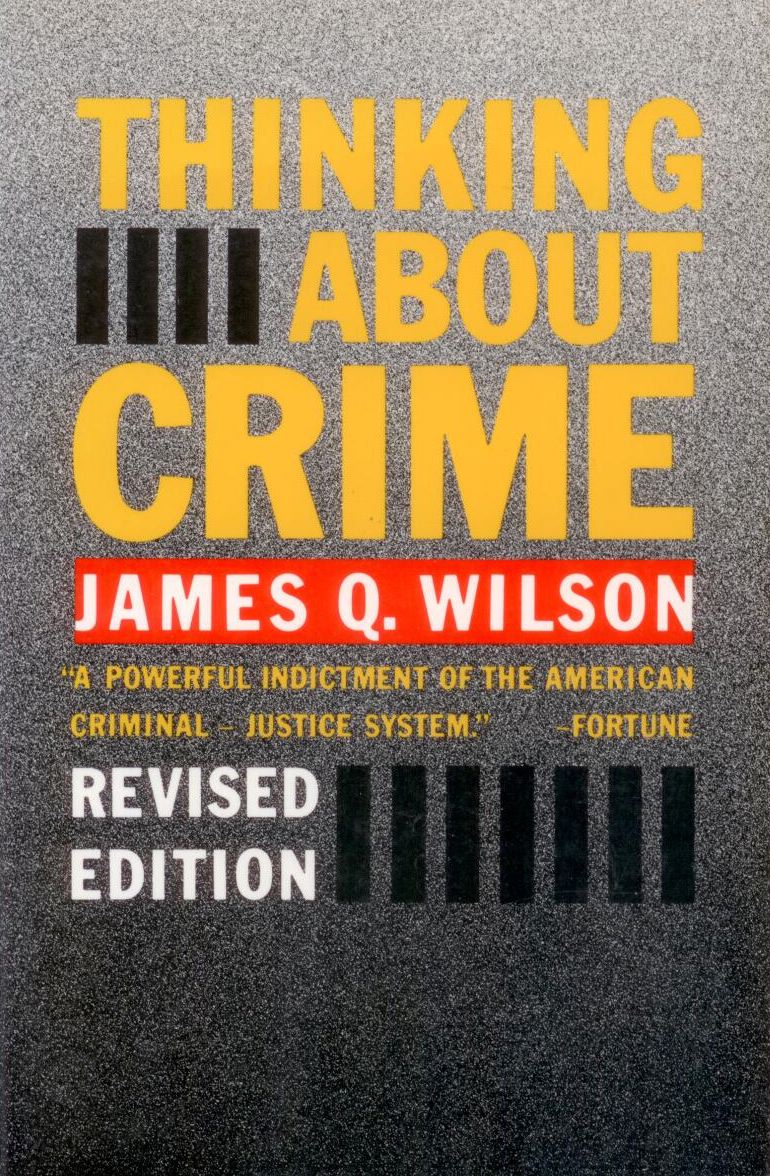 THINKING
ABOUT
CRIME
JAMES Q. WILSON
“A POWERFUL INDICTMENT OF THE AMERICAN
CRIMINAL – JUSTICE SYSTEM.” –FORTUNE
REVISED
EDITION